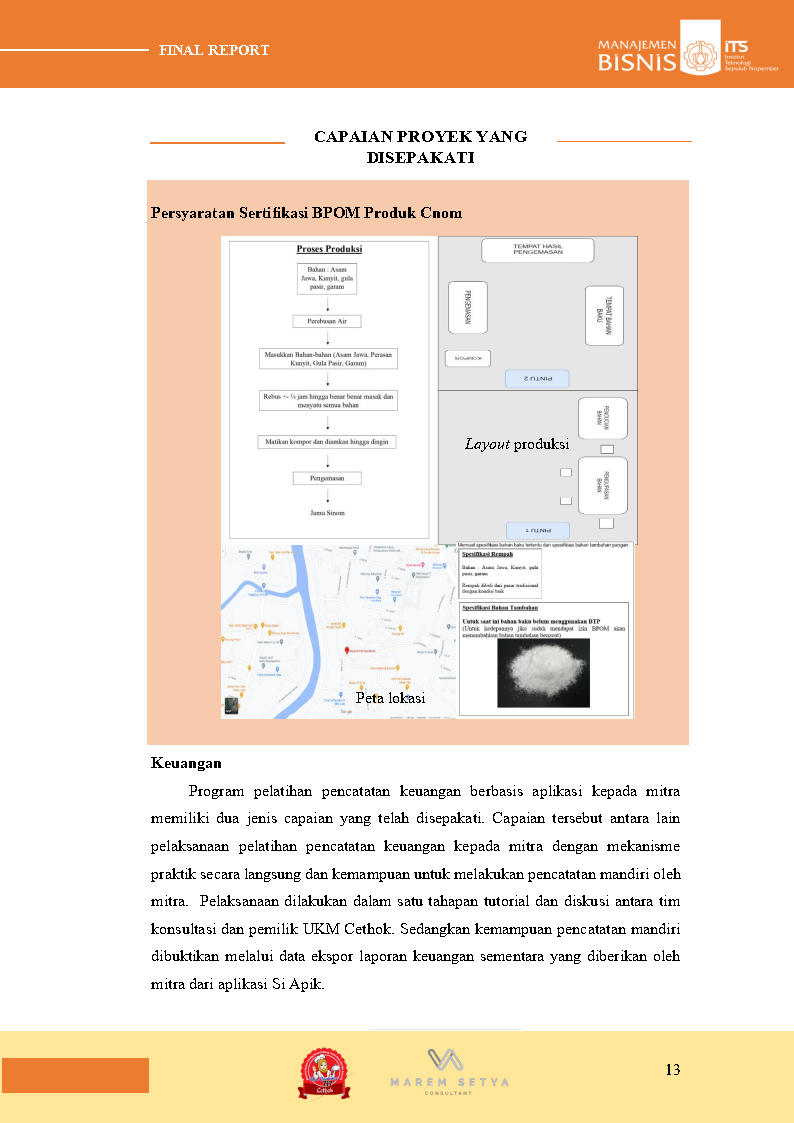 FINAL REPORT
MANAJEMEN
BISNIS
ITS
Institut
Teknologi
Sepuluh Nopember
CAPAIAN PROYEK YANG
DISEPAKATI
Persyaratan Sertifikasi BPOM Produk Cnom
Proses Produksi
Bahan : Asam
Jawa, Kunyit, gula
pasir, garam
Perebusan Air
Masukkan Bahan-bahan (Asam Jawa, Perasan
Kunyit, Gula Pasir, Garam)
Rebus +- ½ jam hingga benar benar masak dan
menyatu semua bahan
Matikan kompor dan diamkan hingga dingin
Pengemasan
Jamu Sinom
TEMPAT HASIL
PENGEMASAN
PENGEMASAN
TEMPAT BAHAN
BAKU
KOMPOR
PINTU 2
PENCUCIAN
BAHAN
Layout produksi
PENGUPASAN
BAHAN
PINTU 1
Memuat spesifikasi bahan baku tertentu dan spesifikasi bahan tambahan pangan
Spesifikasi Rempah
Bahan : Asam Jawa, Kunyit, gula
pasir, garam
Rempah dibeli dari pasar tradisional
dengan kondisi baik
Spesifikasi Bahan Tambahan
Untuk saat ini bahan baku belum menggunakan BTP
(Untuk kedepannya jika sudah mendapat izin BPOM akan
menambahkan bahan tambahan benzoat)
Peta lokasi
Google
Keuangan
Program pelatihan pencatatan keuangan berbasis aplikasi kepada mitra
memiliki dua jenis capaian yang telah disepakati. Capaian tersebut antara lain
pelaksanaan pelatihan pencatatan keuangan kepada mitra dengan mekanisme
praktik secara langsung dan kemampuan untuk melakukan pencatatan mandiri oleh
mitra. Pelaksanaan dilakukan dalam satu tahapan tutorial dan diskusi antara tim
konsultasi dan pemilik UKM Cethok. Sedangkan kemampuan pencatatan mandiri
dibuktikan melalui data ekspor laporan keuangan sementara yang diberikan oleh
mitra dari aplikasi Si Apik.
Cethok
MAREM SETYA
CONSULTANT
13